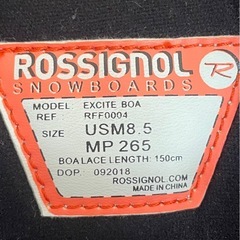 ROSSIGNOL
SNOWBOARDS
MODEL: EXCITE BOA
REF RFF0004
SIZE USM8.5
MP 265
BOA LACE LENGTH: 150cm
DOP. 092018
ROSSIGNOL.COM
MADE IN CHINA